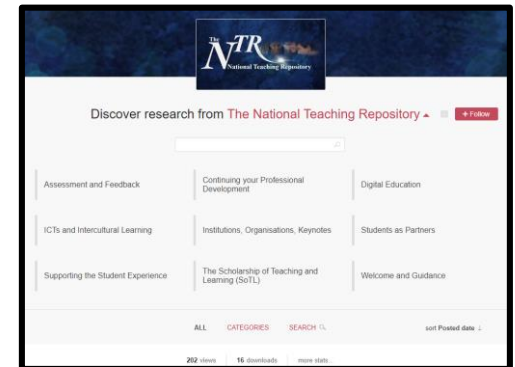 The
NTR
National Teaching Repository
Discover research from The National Teaching Repository
+ Follow
Assessment and Feedback
Continuing your Professional
Development
Digital Education
ICTs and Intercultural Learning
Institutions, Organisations, Keynotes
Students as Partners
Supporting the Student Experience
The Scholarship of Teaching and
Learning (SoTL)
Welcome and Guidance
ALL CATEGORIES SEARCH sort Posted date ↓
202 views 16 downloads more stats...